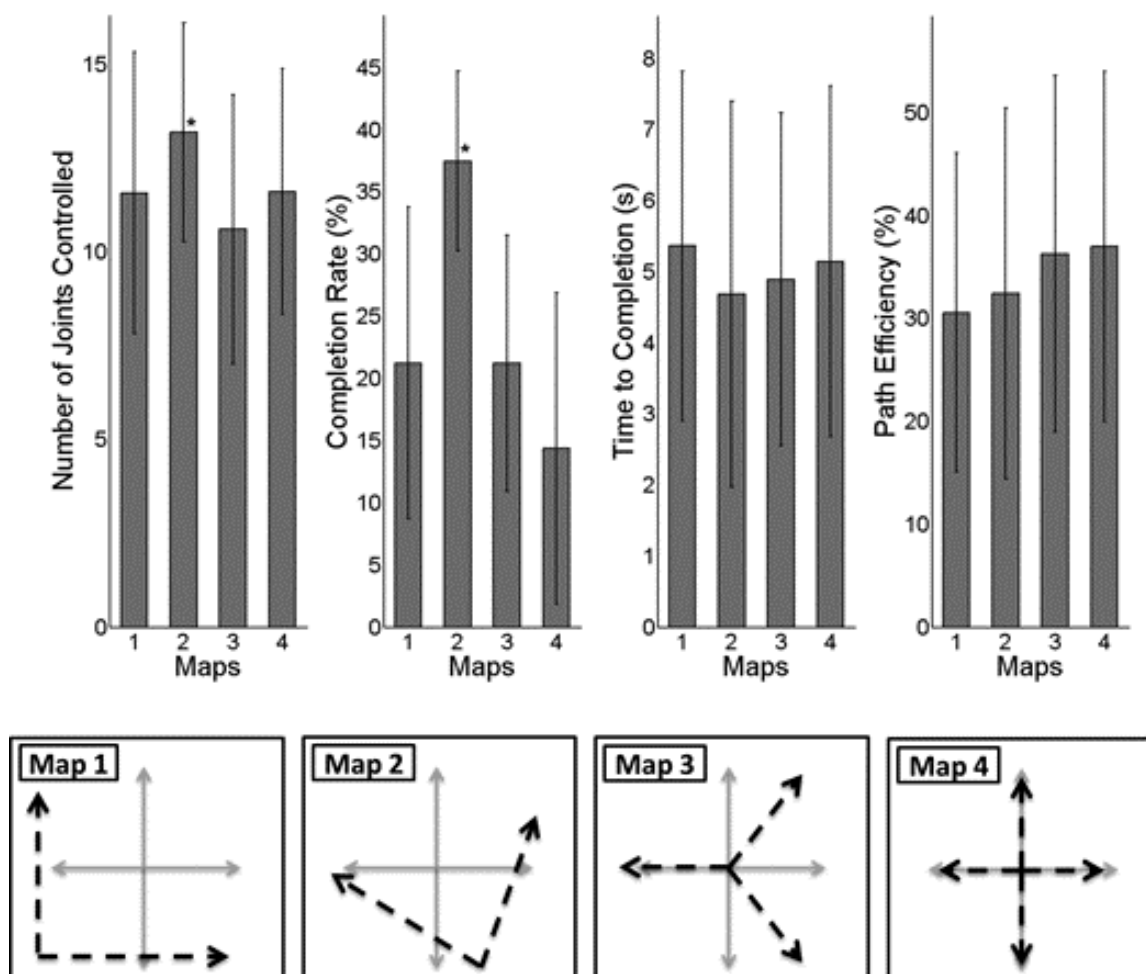 Number of Joints Controlled
15
10
5
0
*
1 2 3 4
Maps
Completion Rate (%)
45
40
35
30
25
20
15
10
5
0
*
1 2 3 4
Maps
Time to Completion (s)
8
7
6
5
4
3
2
1
0
1 2 3 4
Maps
Path Efficiency (%)
50
40
30
20
10
0
1 2 3 4
Maps
Map 1
Map 2
Map 3
Map 4